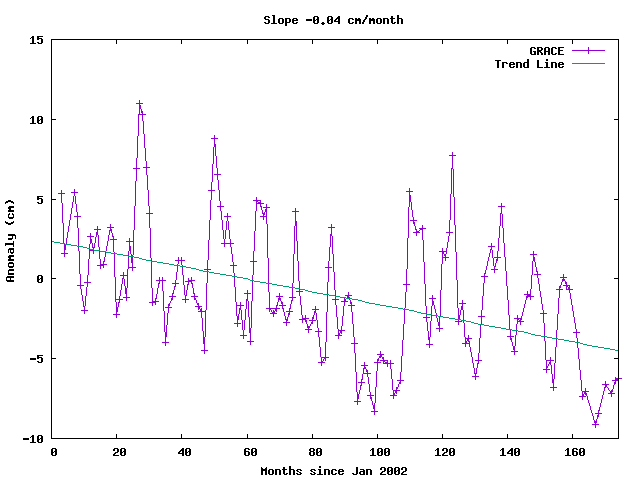 Slope -0.04 cm/month
15
GRACE
Trend Line
10
5
Anomaly (cm)
0
-5
-10
0 20 40 60 80 100 120 140 160
Months since Jan 2002